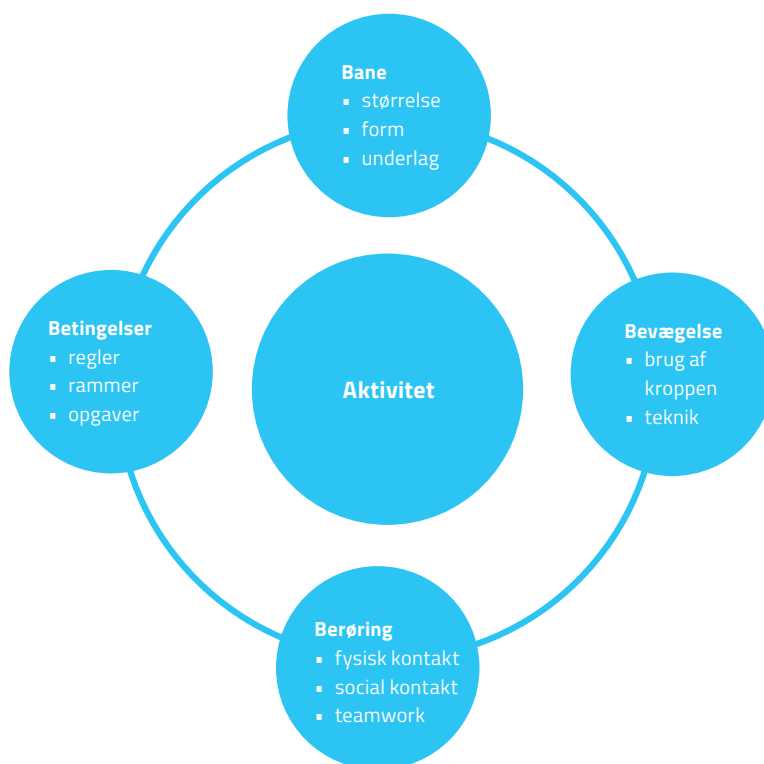 Bane
▪ størrelse
▪ form
▪ underlag
Betingelser
▪ regler
▪ rammer
▪ opgaver
Aktivitet
Bevægelse
▪ brug af
kroppen
▪ teknik
Berøring
▪ fysisk kontakt
▪ social kontakt
▪ teamwork